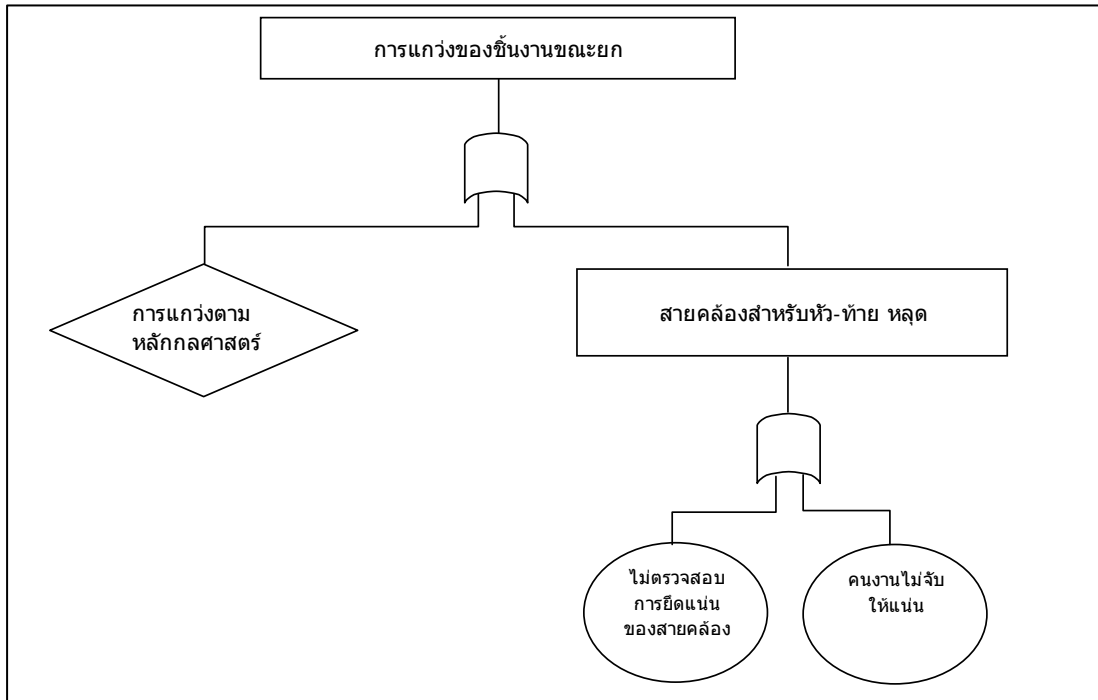 การแกว่งของชิ้นงานขณะยก
การแกว่งตาม
หลักกลศาสตร์
สายคล้องสำหรับหัว-ท้าย หลุด
ไม่ตรวจสอบ
การยึดแน่น
ของสายคล้อง
คนงานไม่จับ
ให้แน่น